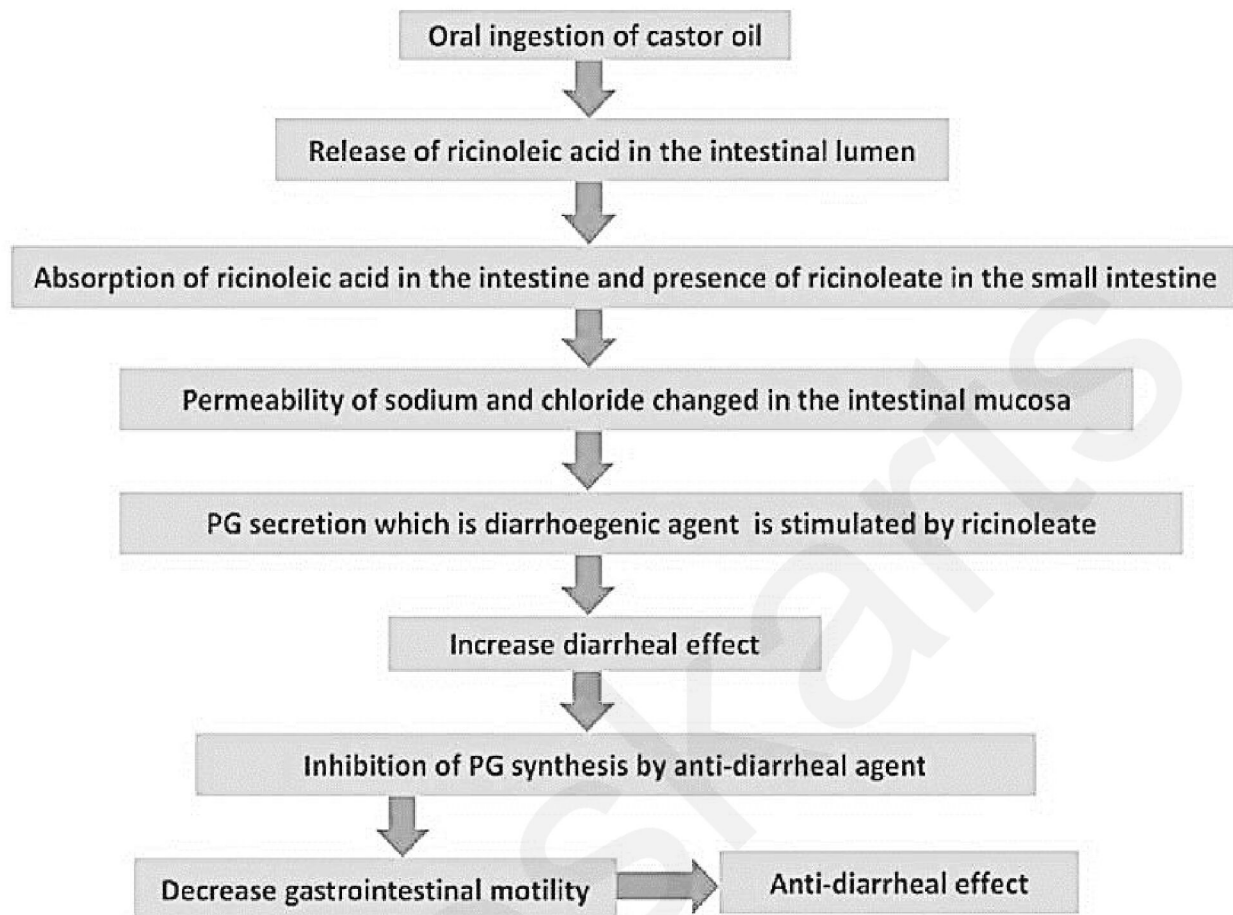 Oral ingestion of castor oil
Release of ricinoleic acid in the intestinal lumen
Absorption of ricinoleic acid in the intestine and presence of ricinoleate in the small intestine
Permeability of sodium and chloride changed in the intestinal mucosa
PG secretion which is diarrhoegenic agent is stimulated by ricinoleate
Increase diarrheal effect
Inhibition of PG synthesis by anti-diarrheal agent
Decrease gastrointestinal motility
Anti-diarrheal effect
skarts